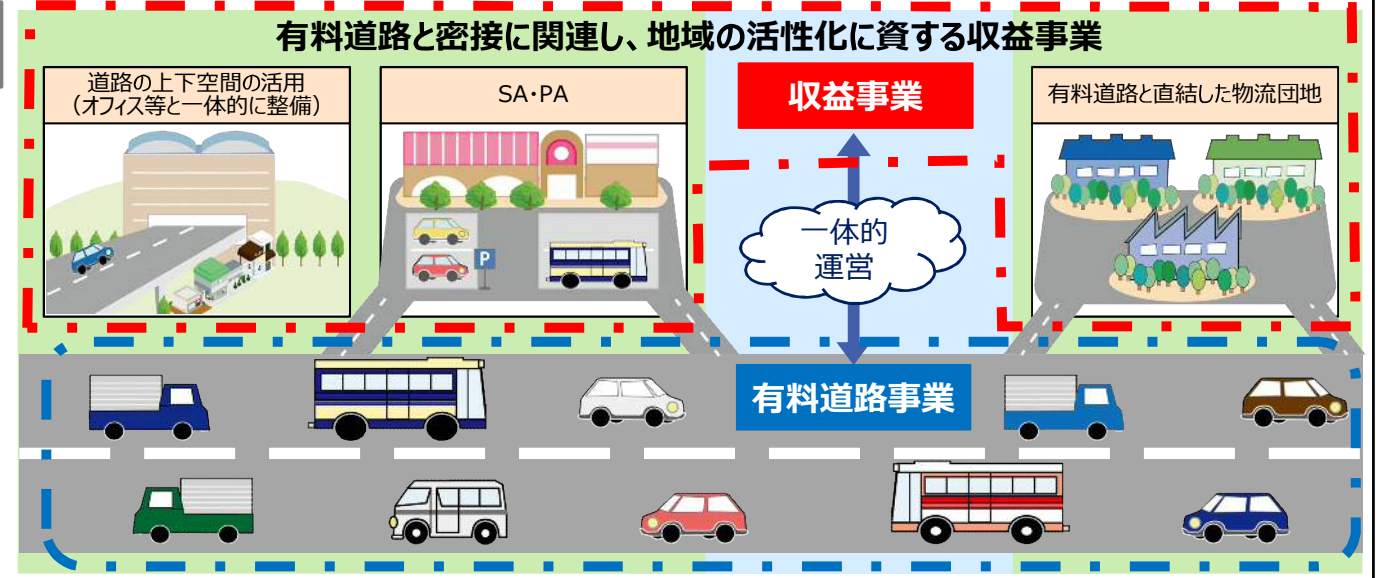 有料道路と密接に関連し、地域の活性化に資する収益事業
道路の上下空間の活用
（オフィス等と一体的に整備）
SA・PA
収益事業
有料道路と直結した物流団地
P
一体的
運営
有料道路事業